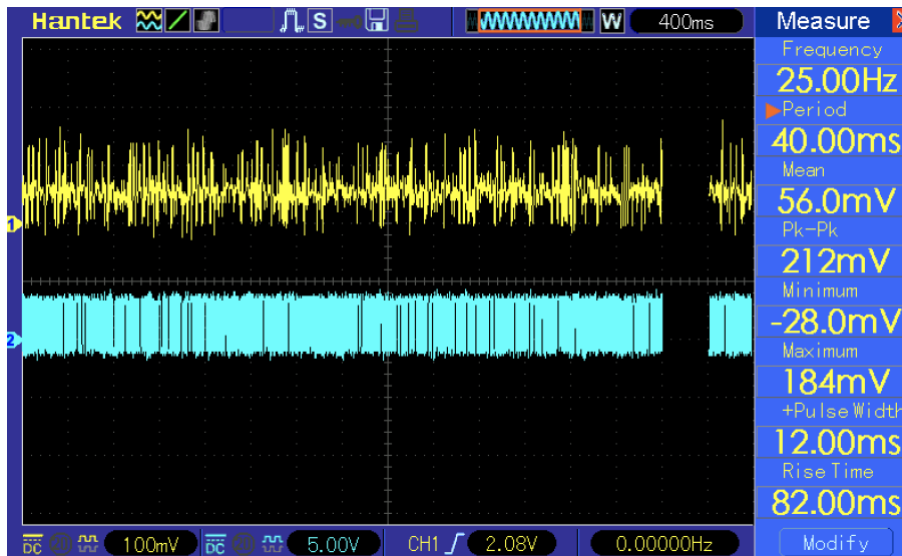 Hantek S W 400ms Measure
Frequency
25.00Hz
Period
40.00ms
Mean
56.0mV
Pk-Pk
212mV
Minimum
-28.0mV
Maximum
184mV
+Pulse Width
12.00ms
Rise Time
82.00ms
Modify
1
2
DC 100mV DC 5.00V CH1 2.08V 0.00000Hz